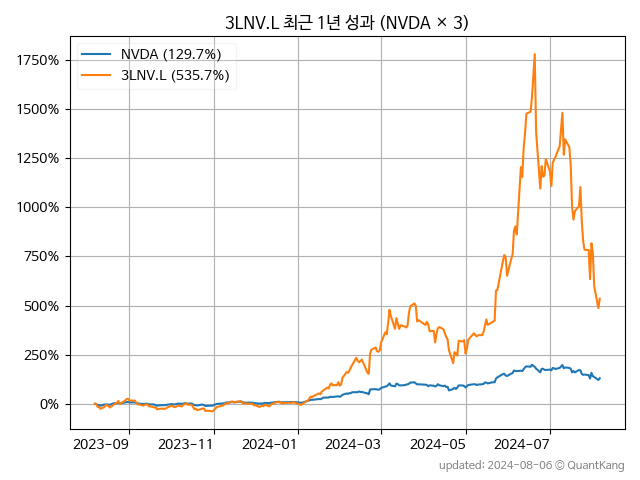 3LNV.L 최근 1년 성과 (NVDA × 3)
NVDA (129.7%)
3LNV.L (535.7%)
1750%
1500%
1250%
1000%
750%
500%
250%
0%
2023-09 2023-11 2024-01 2024-03 2024-05 2024-07
updated: 2024-08-06 © QuantKang